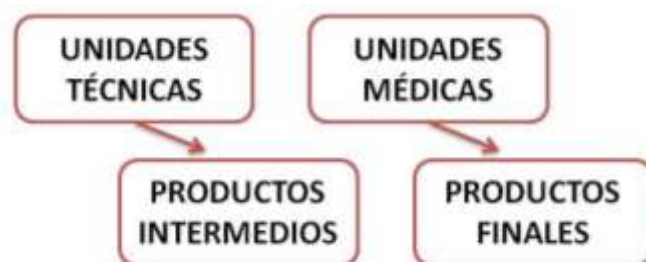 UNIDADES
TÉCNICAS
UNIDADES
MÉDICAS
PRODUCTOS
INTERMEDIOS
PRODUCTOS
FINALES